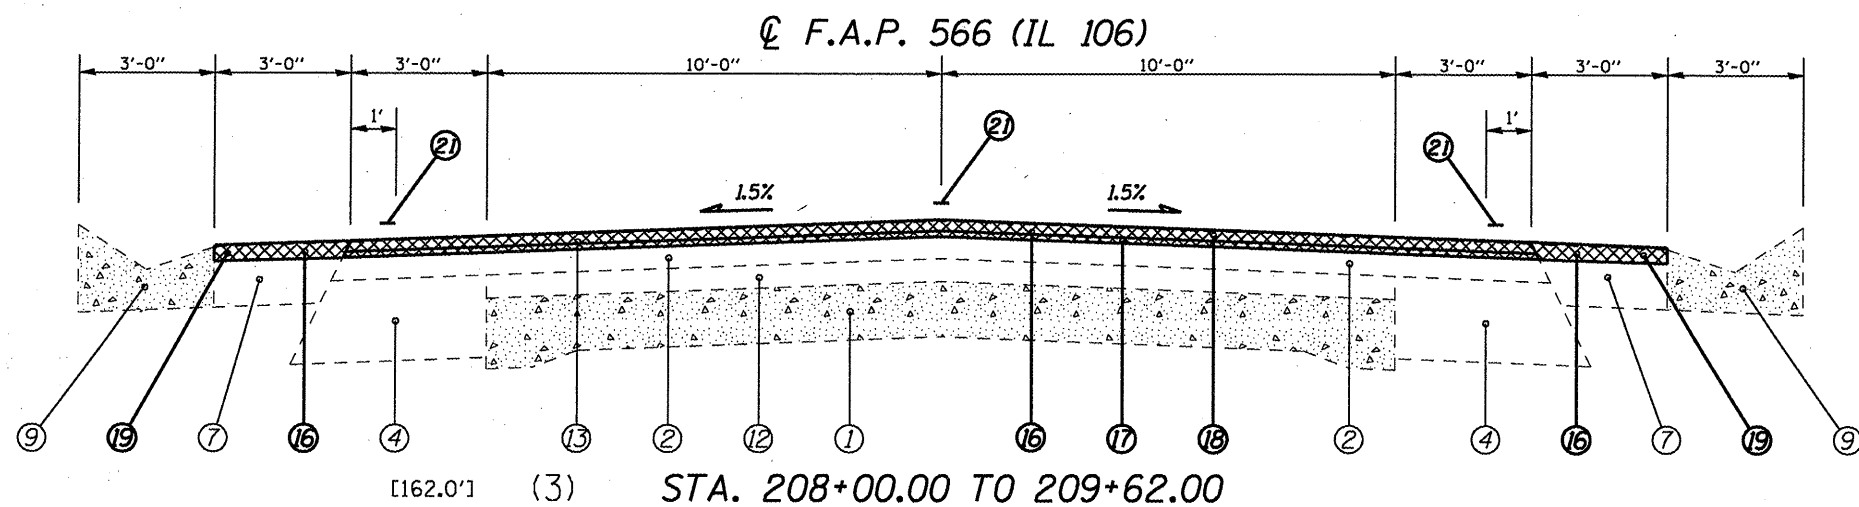 ℄ F.A.P. 566 (IL 106)
3'-0" 3'-0" 3'-0" 10'-0" 10'-0" 3'-0" 3'-0" 3'-0"
1' 21 21 21 1'
1.5% 1.5%
9 19 7 16 4 13 2 12 1 16 17 18 2 4 16 7 19 9
[162.0'] (3) STA. 208+00.00 TO 209+62.00